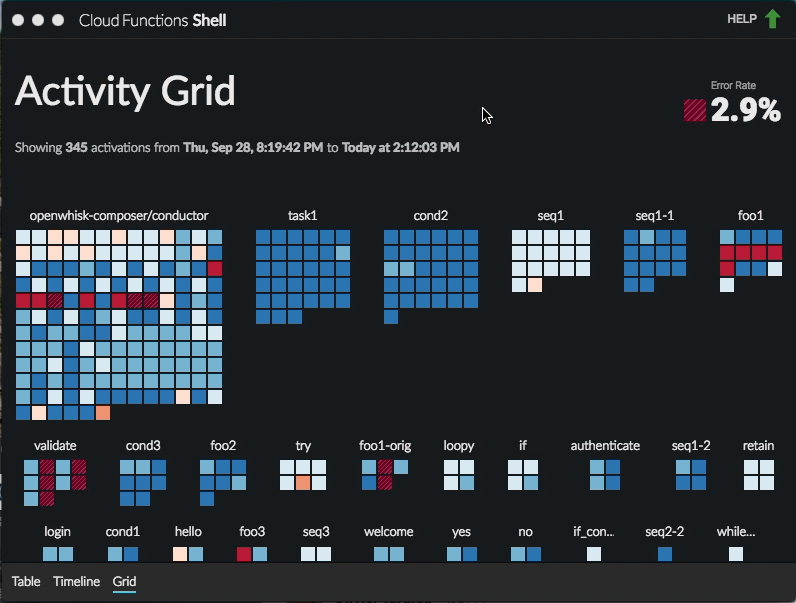 Cloud Functions Shell
HELP
Activity Grid
Error Rate
2.9%
Showing 345 activations from Thu, Sep 28, 8:19:42 PM to Today at 2:12:03 PM
openwhisk-composer/conductor task1 cond2 seq1 seq1-1 foo1
validate cond3 foo2 try foo1-orig loopy if authenticate seq1-2 retain
login cond1 hello foo3 seq3 welcome yes no if_con... seq2-2 while...
Table Timeline Grid